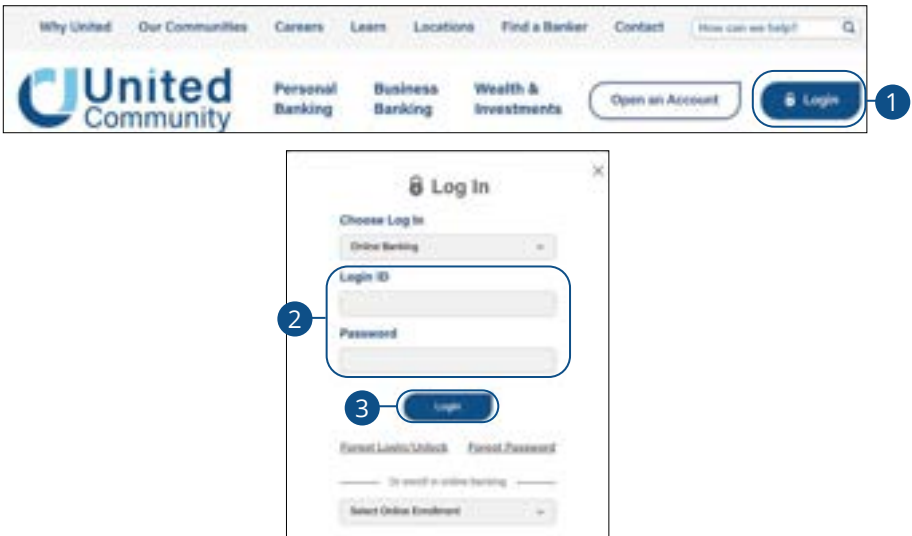 Why United Our Community Careers Learn Locations Find a Banker Contact How can we help?
United
Community
Personal Banking
Business Banking
Wealth & Investments
Open an Account
Login
1
Log In
Choose Log In
Online Banking
Login ID
2
Password
3
Login
Forgot Login/Unlock Forgot Password
Or enroll in online banking
Select Online Enrollment